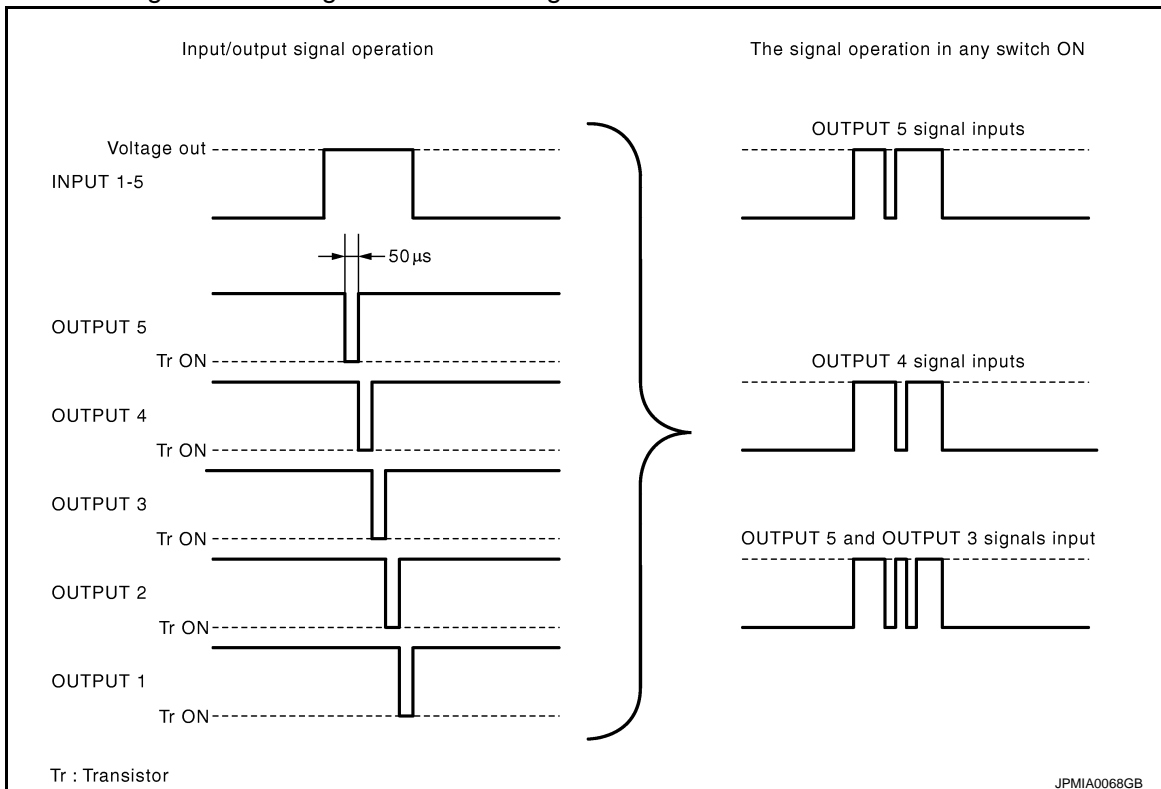 Input/output signal operation
The signal operation in any switch ON
Voltage out
INPUT 1-5
50 µs
OUTPUT 5
Tr ON
OUTPUT 4
Tr ON
OUTPUT 3
Tr ON
OUTPUT 2
Tr ON
OUTPUT 1
Tr ON
OUTPUT 5 signal inputs
OUTPUT 4 signal inputs
OUTPUT 5 and OUTPUT 3 signals input
Tr : Transistor
JPMIA0068GB